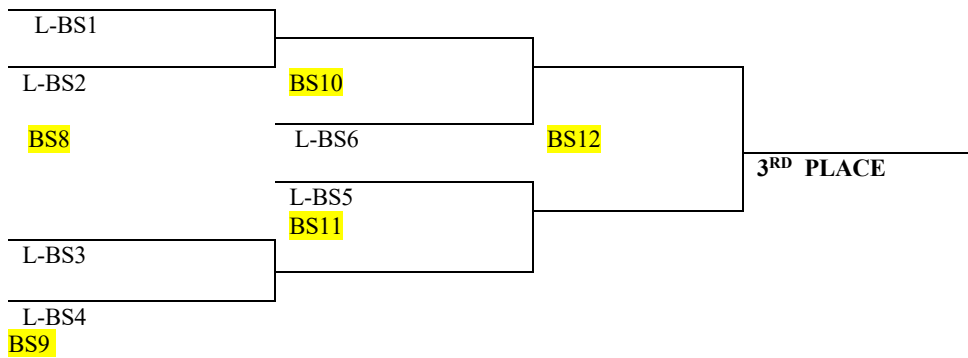 L-BS1
L-BS2
BS10
BS8
L-BS6
BS12
3RD PLACE
L-BS5
BS11
L-BS3
L-BS4
BS9